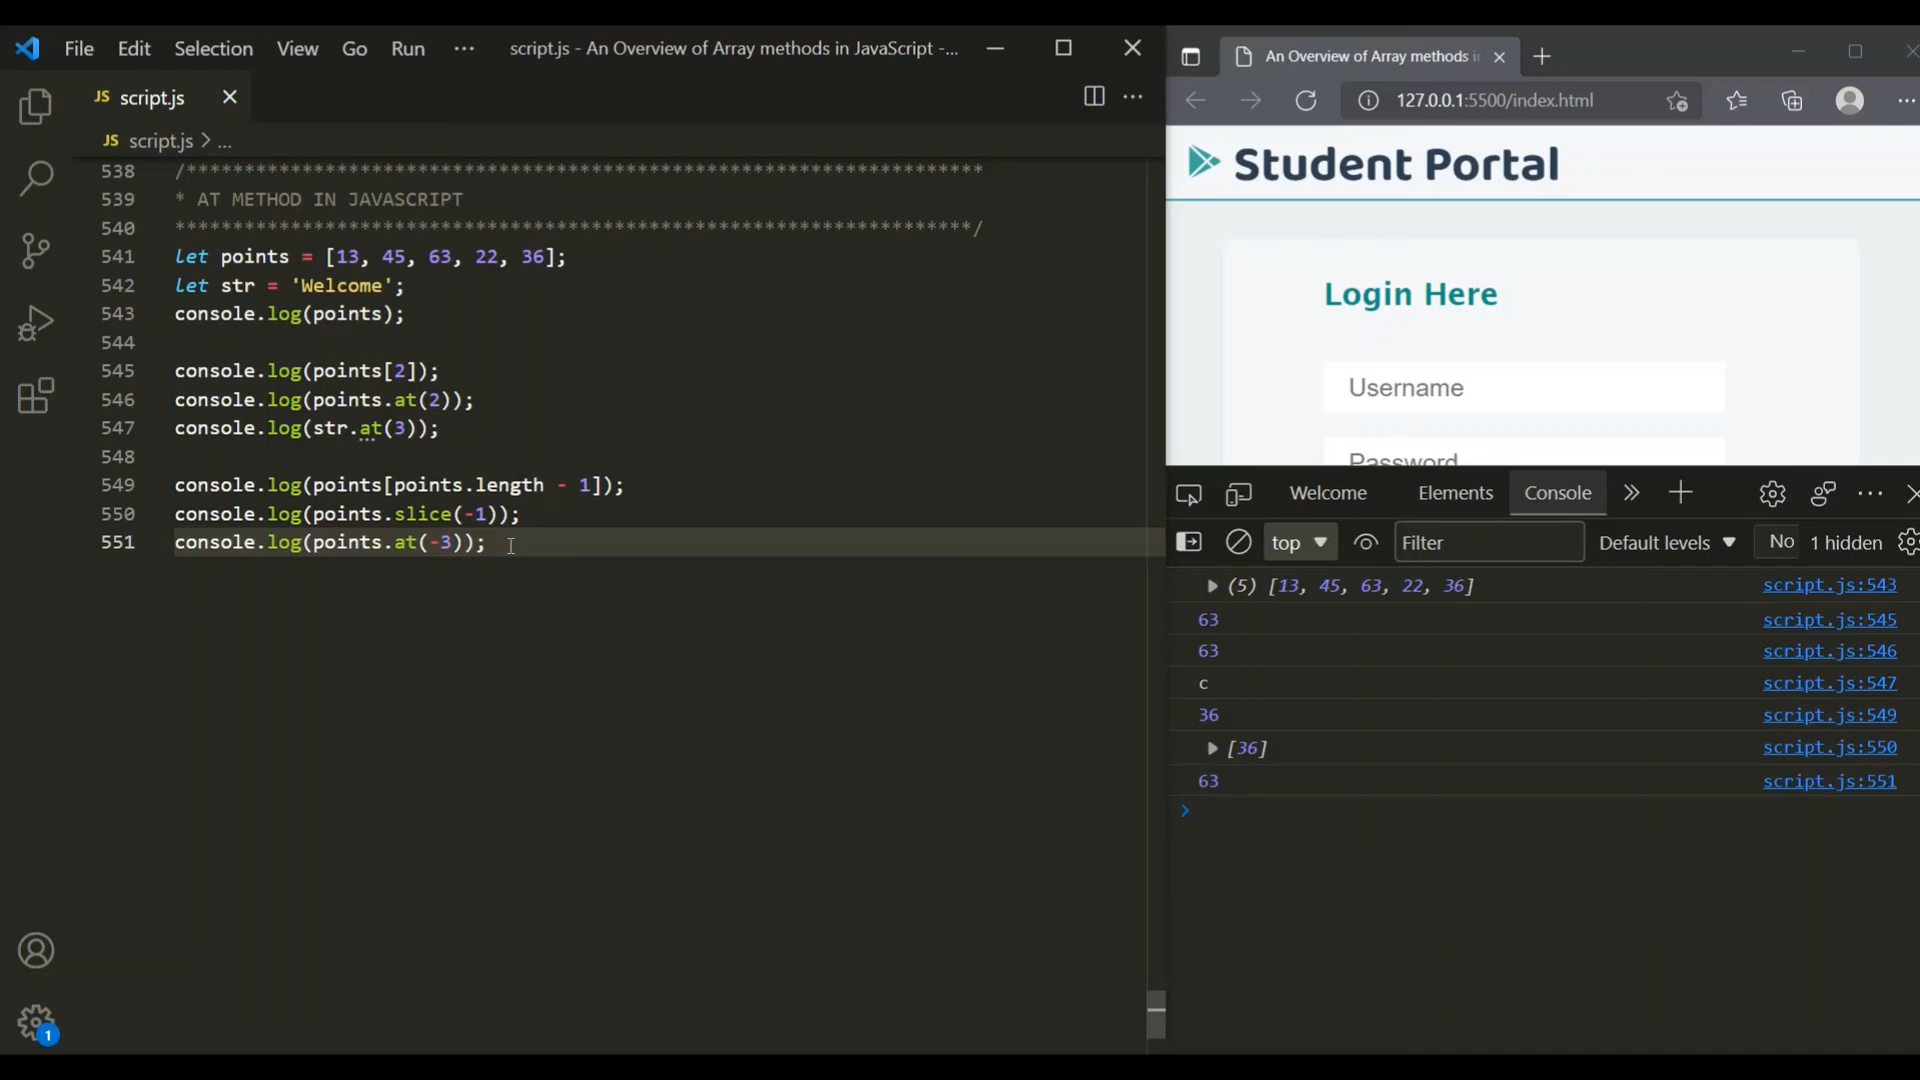 File Edit Selection View Go Run ··· script.js - An Overview of Array methods in JavaScript -...
JS script.js
JS script.js > ...
538 /*********************************************************************
539 * AT METHOD IN JAVASCRIPT
540 *********************************************************************/
541 let points = [13, 45, 63, 22, 36];
542 let str = 'Welcome';
543 console.log(points);
544
545 console.log(points[2]);
546 console.log(points.at(2));
547 console.log(str.at(3));
548
549 console.log(points[points.length - 1]);
550 console.log(points.slice(-1));
551 console.log(points.at(-3));
1
An Overview of Array methods i
127.0.0.1:5500/index.html
Student Portal
Login Here
Username
Password
Welcome Elements Console
top Filter Default levels No 1 hidden
(5) [13, 45, 63, 22, 36] script.js:543
63 script.js:545
63 script.js:546
c script.js:547
36 script.js:549
[36] script.js:550
63 script.js:551